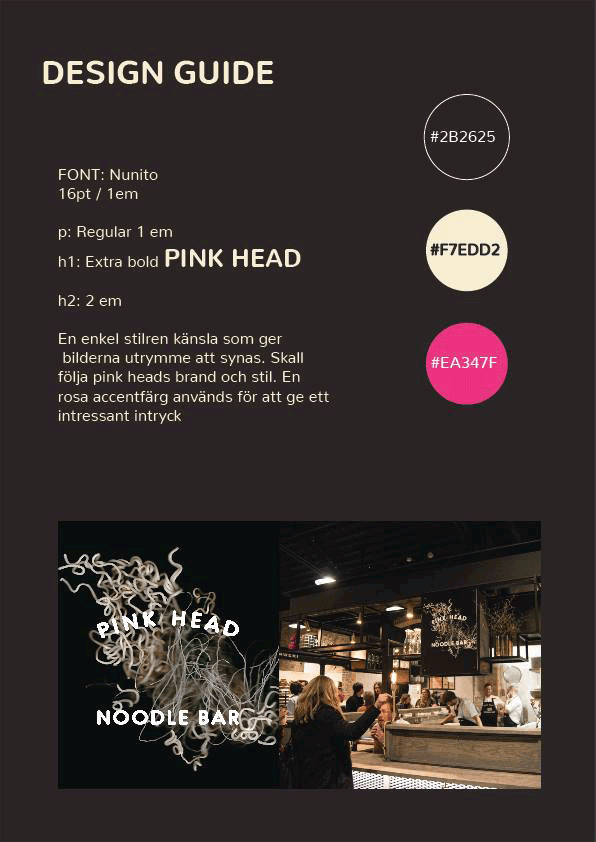 DESIGN GUIDE
#2B2625
FONT: Nunito
16pt / 1em
p: Regular 1 em
#F7EDD2
h1: Extra bold PINK HEAD
h2: 2 em
En enkel stilren känsla som ger
bilderna utrymme att synas. Skall
#EA347F
följa pink heads brand och stil. En
rosa accentfärg används för att ge ett
intressant intryck
PINK HEAD
NOODLE BAR
PINK HEAD
NOODLE BAR